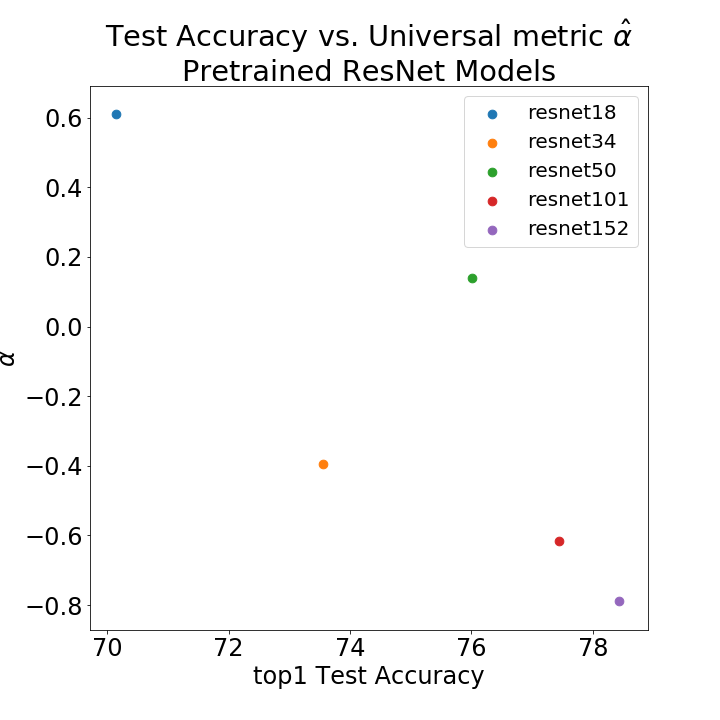 Test Accuracy vs. Universal metric α̂
Pretrained ResNet Models
resnet18
resnet34
resnet50
resnet101
resnet152
0.6
0.4
0.2
0.0
−0.2
−0.4
−0.6
−0.8
α
70 72 74 76 78
top1 Test Accuracy